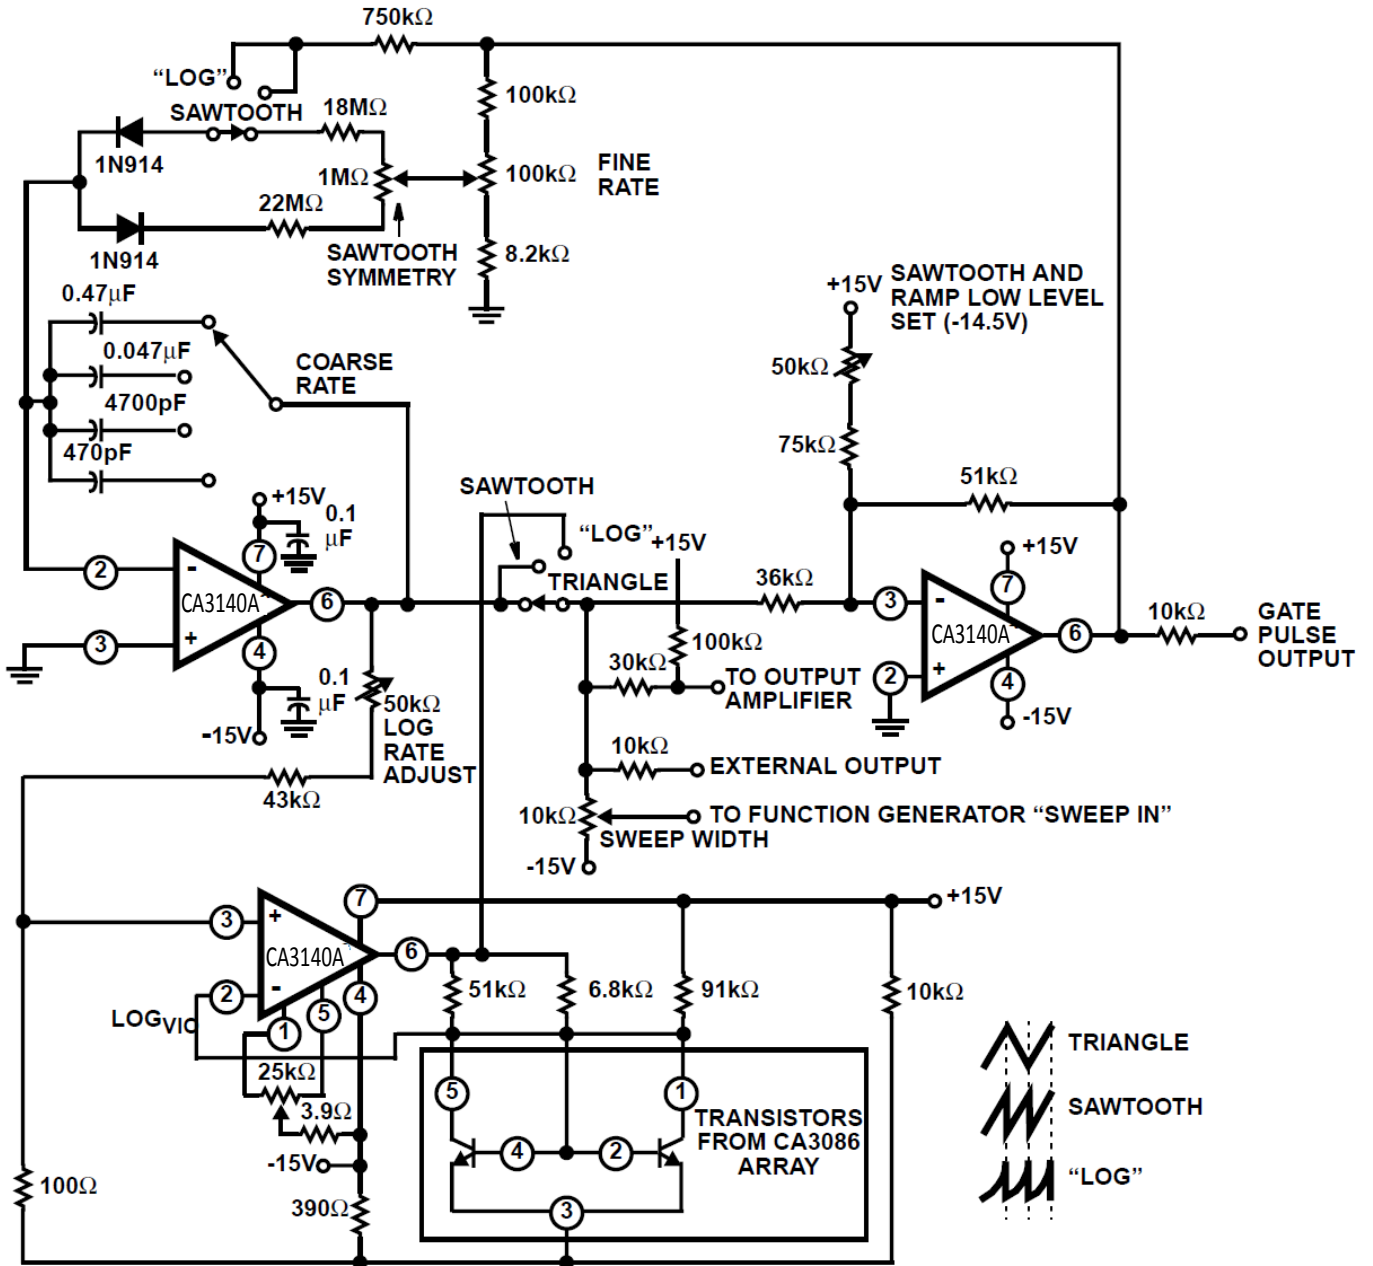 750kΩ
“LOG”
SAWTOOTH
18MΩ
100kΩ
1N914
1MΩ
100kΩ
FINE
RATE
22MΩ
1N914
SAWTOOTH
SYMMETRY
8.2kΩ
0.47µF
0.047µF
4700pF
470pF
COARSE
RATE
+15V
SAWTOOTH AND
RAMP LOW LEVEL
SET (-14.5V)
50kΩ
75kΩ
51kΩ
+15V
0.1
µF
7
2
-
CA3140A
6
3
+
4
0.1
µF
-15V
SAWTOOTH
“LOG”
+15V
TRIANGLE
36kΩ
100kΩ
30kΩ
TO OUTPUT
AMPLIFIER
3
-
+15V
7
CA3140A
6
2
+
4
-15V
10kΩ
GATE
PULSE
OUTPUT
50kΩ
LOG
RATE
ADJUST
43kΩ
10kΩ
EXTERNAL OUTPUT
10kΩ
TO FUNCTION GENERATOR “SWEEP IN”
SWEEP WIDTH
-15V
7
+15V
3
+
CA3140A
6
2
-
4
5
1
LOGVIO
51kΩ
6.8kΩ
91kΩ
10kΩ
25kΩ
3.9Ω
-15V
390Ω
100Ω
5
1
4
2
3
TRANSISTORS
FROM CA3086
ARRAY
TRIANGLE
SAWTOOTH
“LOG”